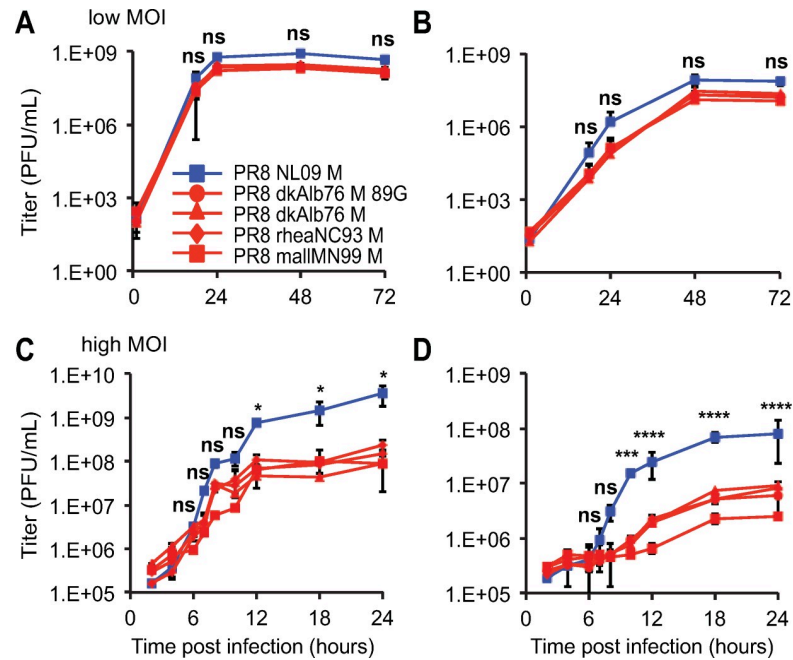 A low MOI
B
1.E+09
1.E+06
1.E+03
1.E+00
Titer (PFU/mL)
ns ns ns ns
PR8 NL09 M
PR8 dkAlb76 M 89G
PR8 dkAlb76 M
PR8 rheaNC93 M
PR8 mallMN99 M
0 24 48 72
1.E+09
1.E+06
1.E+03
1.E+00
ns ns ns ns
0 24 48 72
C high MOI
D
1.E+10
1.E+09
1.E+08
1.E+07
1.E+06
1.E+05
Titer (PFU/mL)
ns ns ns ns * * *
0 6 12 18 24
Time post infection (hours)
1.E+09
1.E+08
1.E+07
1.E+06
1.E+05
ns ns *** **** **** ****
0 6 12 18 24
Time post infection (hours)